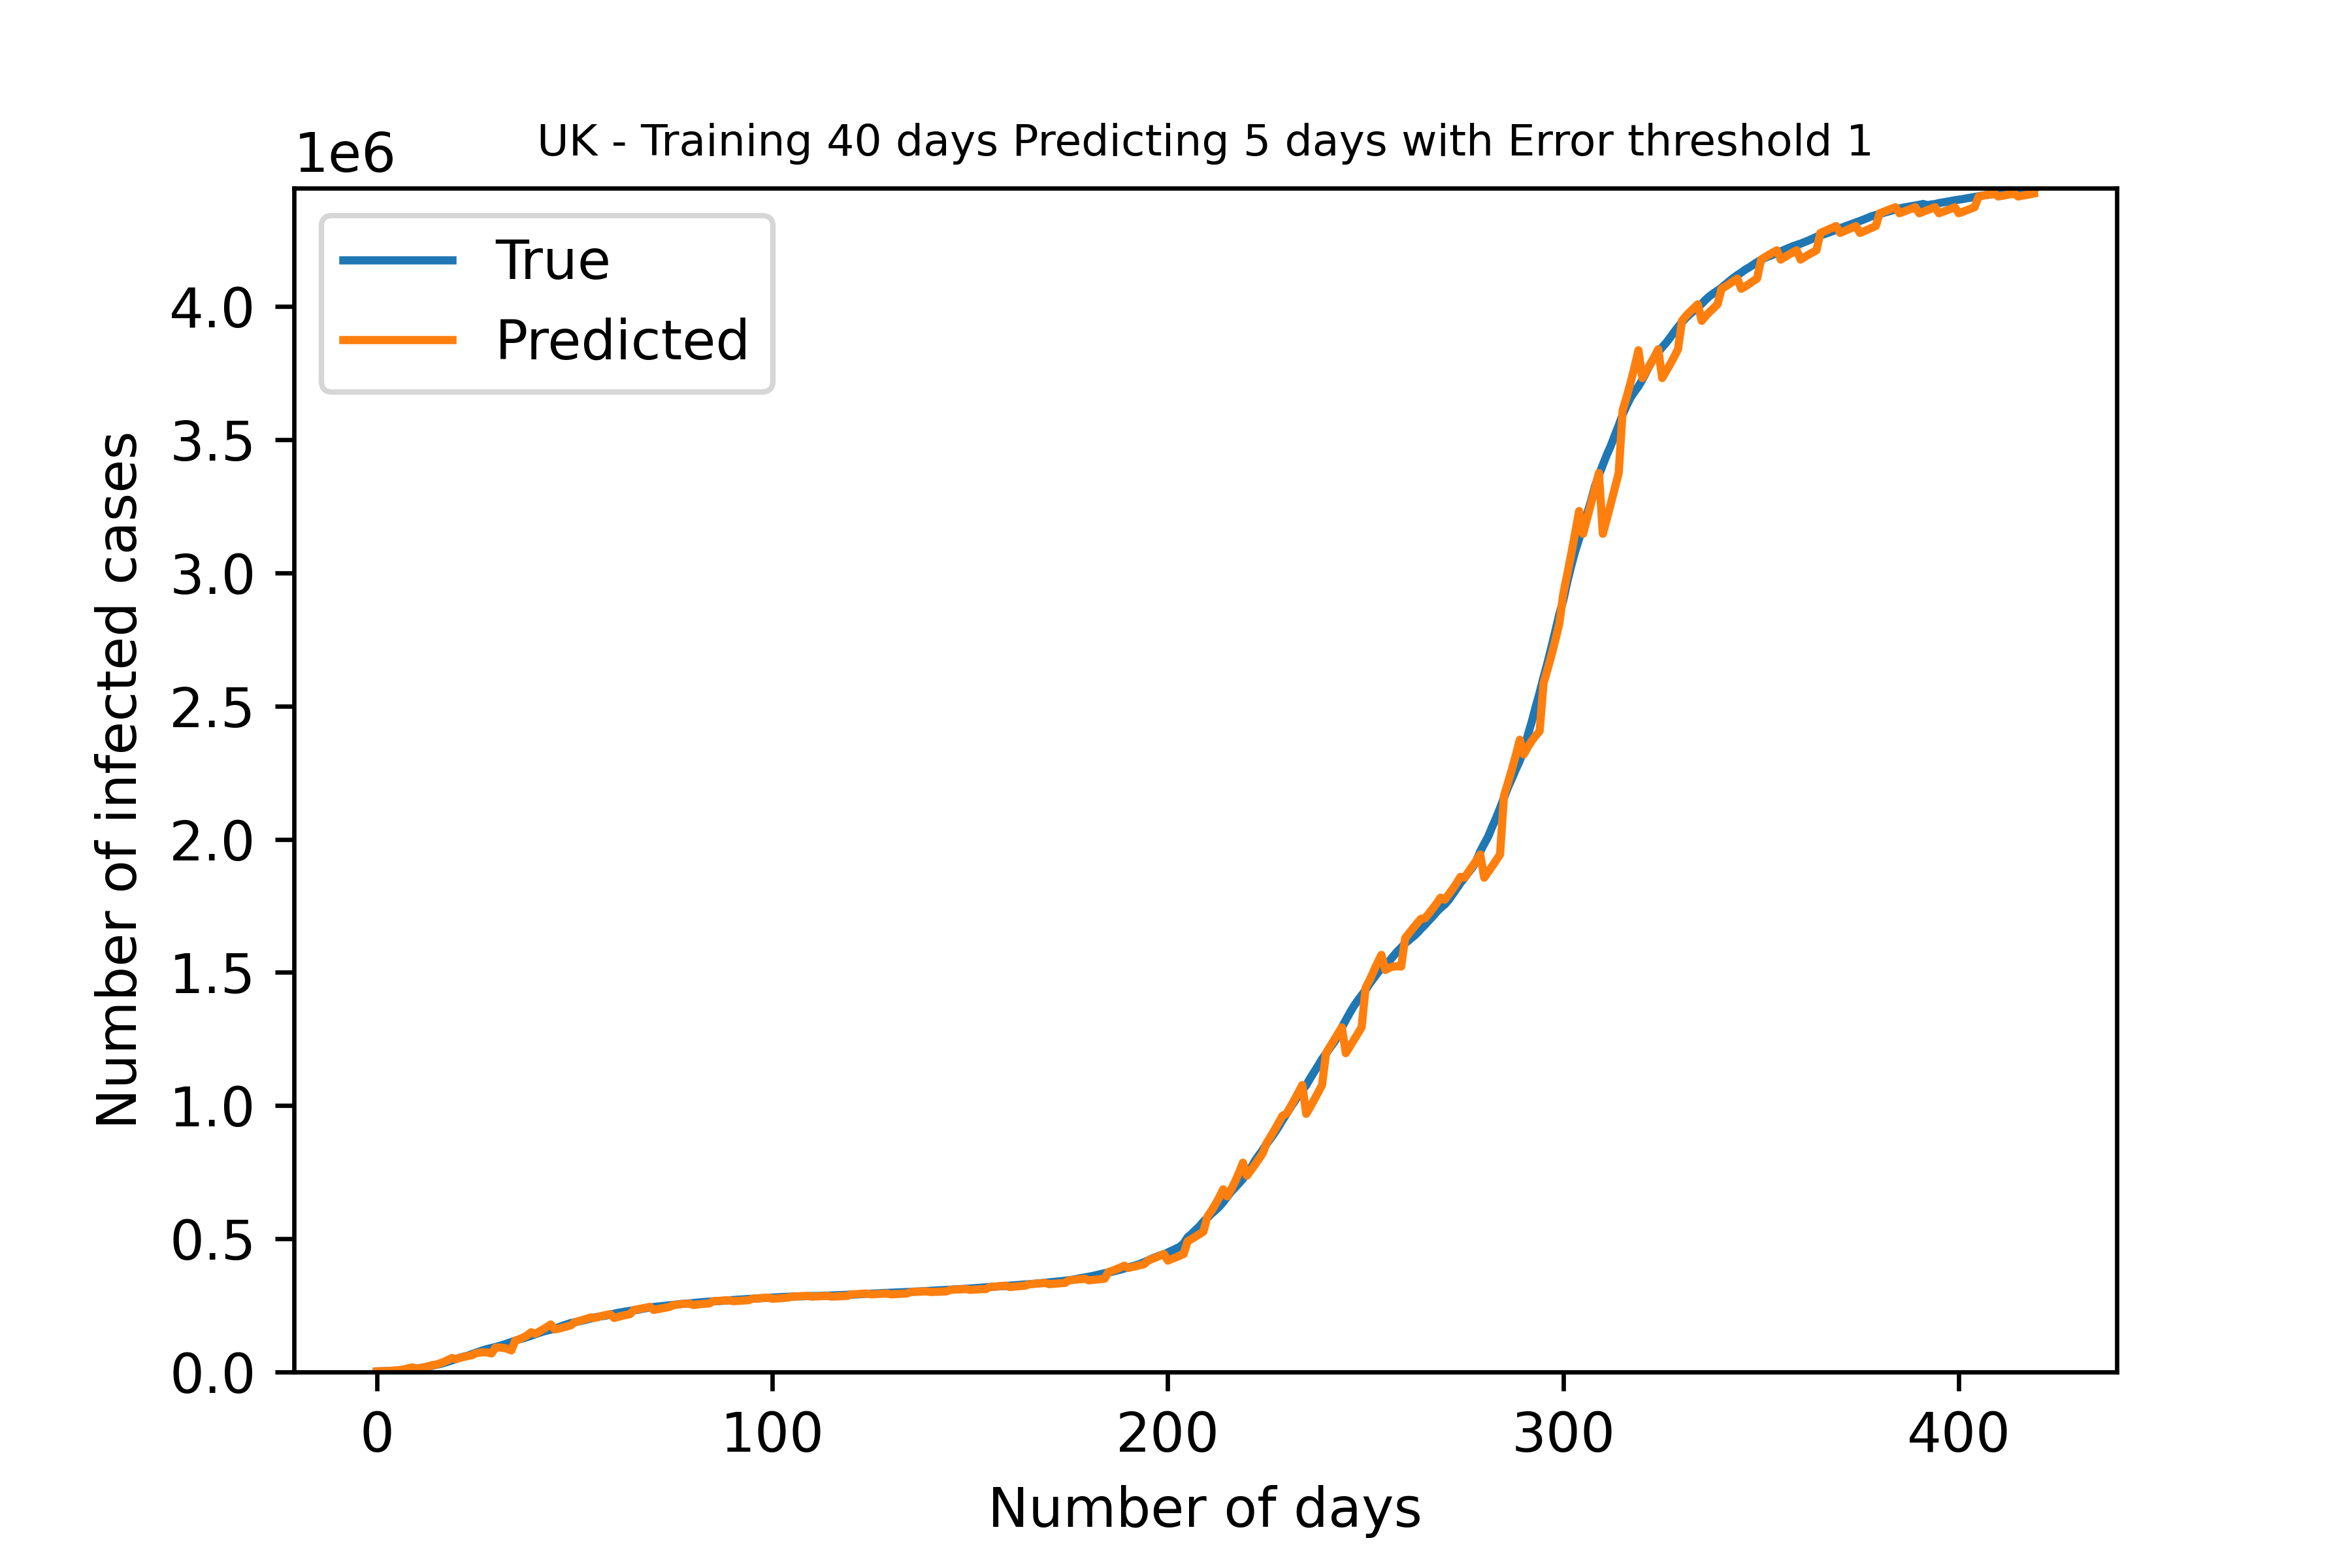 UK - Training 40 days Predicting 5 days with Error threshold 1
1e6
True
Predicted
4.0
3.5
3.0
2.5
2.0
1.5
1.0
0.5
0.0
Number of infected cases
0 100 200 300 400
Number of days